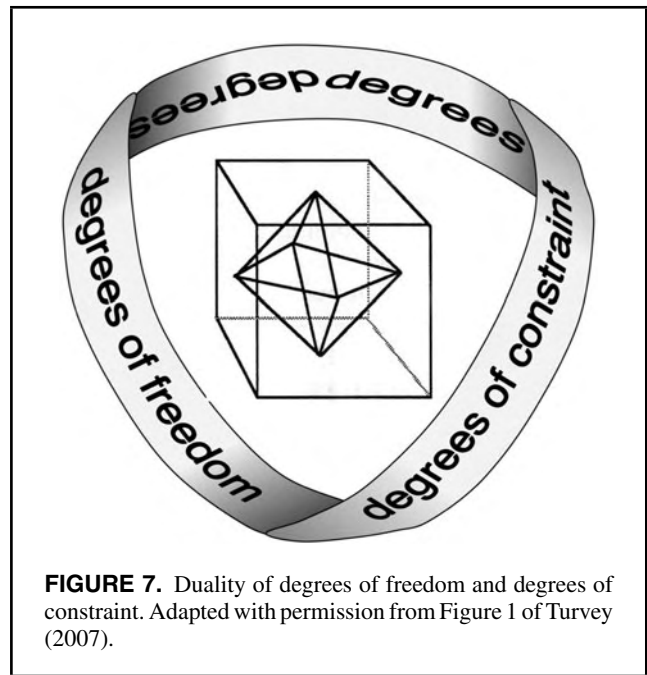 degrees degrees
degrees of freedom
degrees of constraint
FIGURE 7. Duality of degrees of freedom and degrees of
constraint. Adapted with permission from Figure 1 of Turvey
(2007).